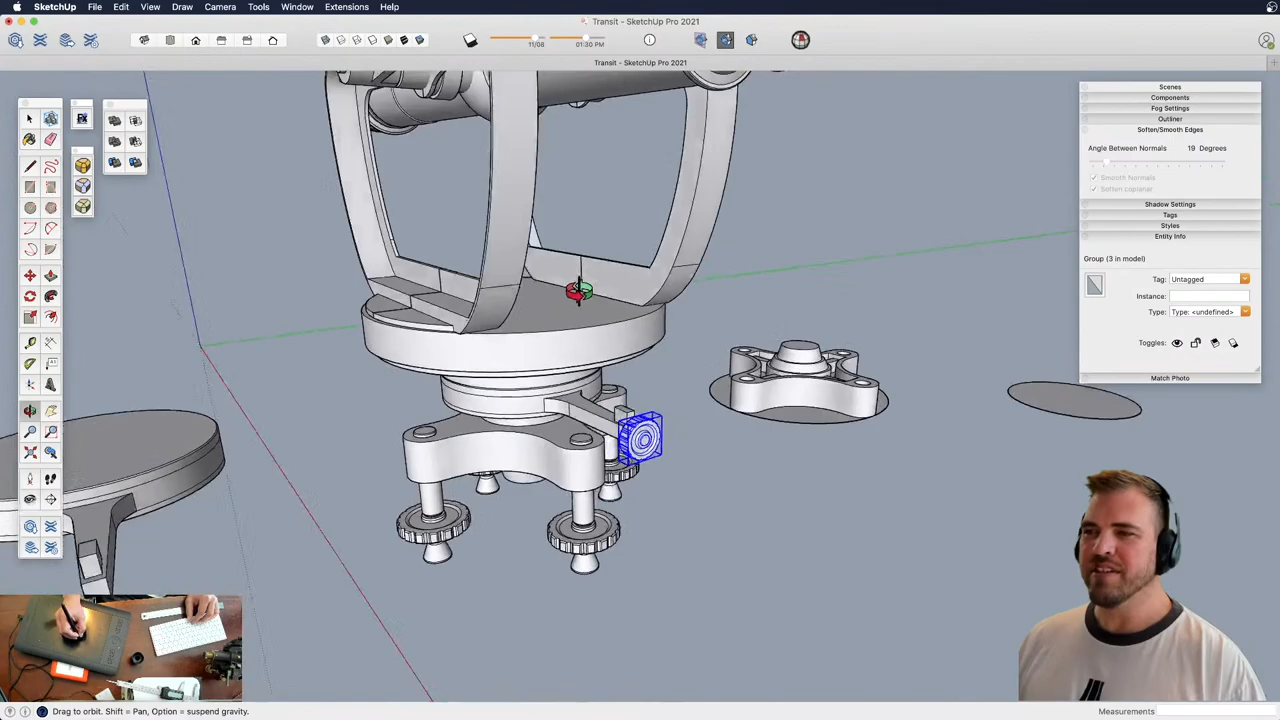 SketchUp File Edit View Draw Camera Tools Window Extensions Help
Transit - SketchUp Pro 2021
11/08 01:30 PM
Transit - SketchUp Pro 2021
Scenes
Components
Fog Settings
Outliner
Soften/Smooth Edges
Angle Between Normals 19 Degrees
Smooth Normals
Soften coplanar
Shadow Settings
Tags
Styles
Entity Info
Group (3 in model)
Tag: Untagged
Instance:
Type: Type: <undefined>
Toggles:
Match Photo
Drag to orbit. Shift = Pan, Option = suspend gravity.
Measurements